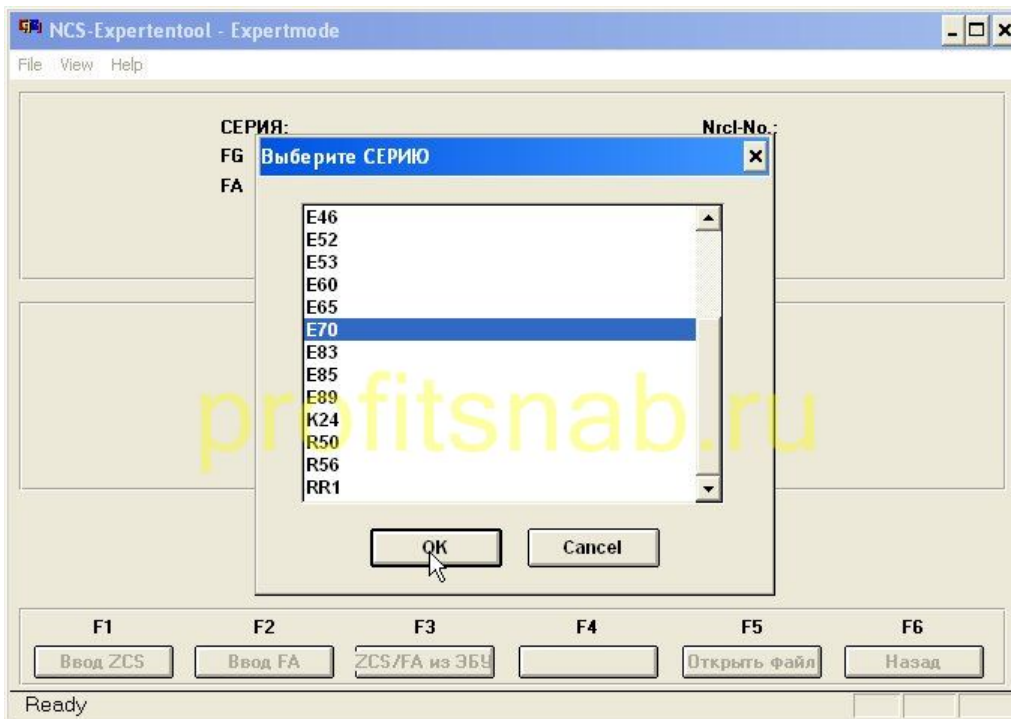 NCS-Expertentool - Expertmode
File View Help
СЕРИЯ: Nrcl-No.:
FG
FA
Выберите СЕРИЮ
E46
E52
E53
E60
E65
E70
E83
E85
E89
K24
R50
R56
RR1
profitsnab.ru
OK Cancel
F1 F2 F3 F4 F5 F6
Ввод ZCS Ввод FA ZCS/FA из ЭБУ Открыть файл Назад
Ready